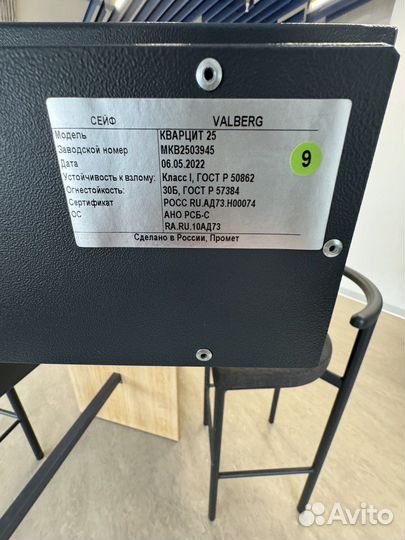 СЕЙФ VALBERG
Модель КВАРЦИТ 25
Заводской номер МКВ2503945
Дата 06.05.2022
Устойчивость к взлому: Класс I, ГОСТ Р 50862
Огнестойкость: 30Б, ГОСТ Р 57384
Сертификат РОСС RU.АД73.Н00074
ОС АНО РСБ-С
RA.RU.10АД73
Сделано в России, Промет
9
Avito